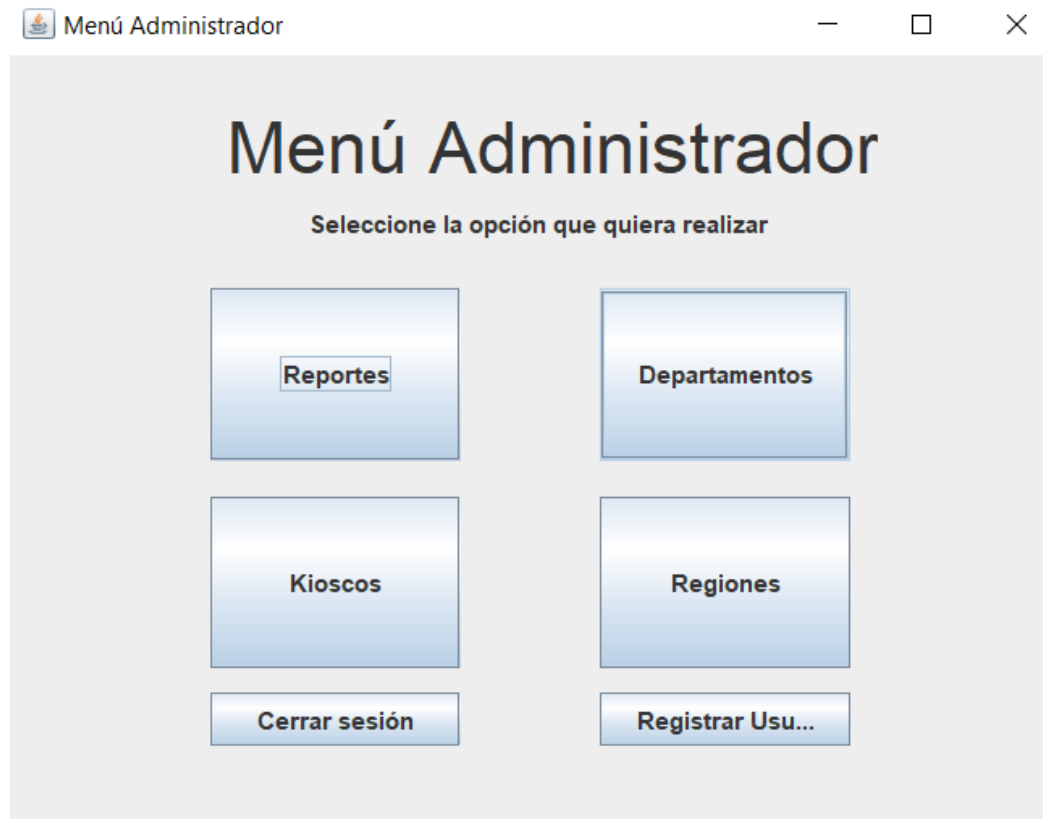 Menú Administrador
Menú Administrador
Seleccione la opción que quiera realizar
Reportes
Departamentos
Kioscos
Regiones
Cerrar sesión
Registrar Usu...